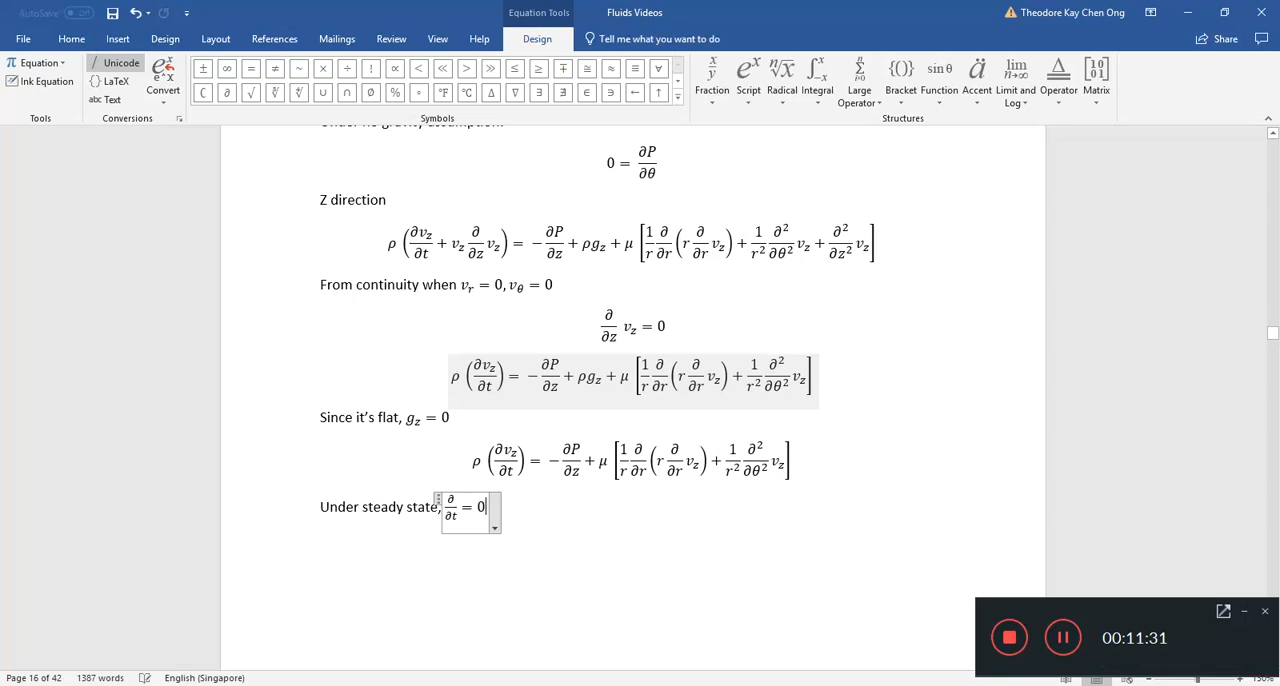 AutoSave Off
Equation Tools
Fluids Videos
Theodore Kay Chen Ong
File Home Insert Design Layout References Mailings Review View Help Design Tell me what you want to do Share
π Equation
Ink Equation
Tools
Unicode
LaTeX
abc Text
Convert
Conversions
± ∞ = ≠ ~ × ÷ ! ∝ < ≪ > ≫ ≤ ≥ ∓ ≅ ≈ ≡ ∀
∁ ∂ √ ∛ ∜ ∪ ∩ ∅ % ° ℉ ℃ ∆ ∇ ∃ ∄ ∈ ∋ ← ↑
Symbols
Fraction Script Radical Integral Large Operator Bracket Function Accent Limit and Log Operator Matrix
Structures
Under no gravity assumption:
0 = ∂P/∂θ
Z direction
ρ (∂v_z/∂t + v_z ∂/∂z v_z) = − ∂P/∂z + ρg_z + μ [1/r ∂/∂r (r ∂/∂r v_z) + 1/r² ∂²/∂θ² v_z + ∂²/∂z² v_z]
From continuity when v_r = 0, v_θ = 0
∂/∂z v_z = 0
ρ (∂v_z/∂t) = − ∂P/∂z + ρg_z + μ [1/r ∂/∂r (r ∂/∂r v_z) + 1/r² ∂²/∂θ² v_z]
Since it's flat, g_z = 0
ρ (∂v_z/∂t) = − ∂P/∂z + μ [1/r ∂/∂r (r ∂/∂r v_z) + 1/r² ∂²/∂θ² v_z]
Under steady state, ∂/∂t = 0
00:11:31
Page 16 of 42 1387 words English (Singapore) 130%